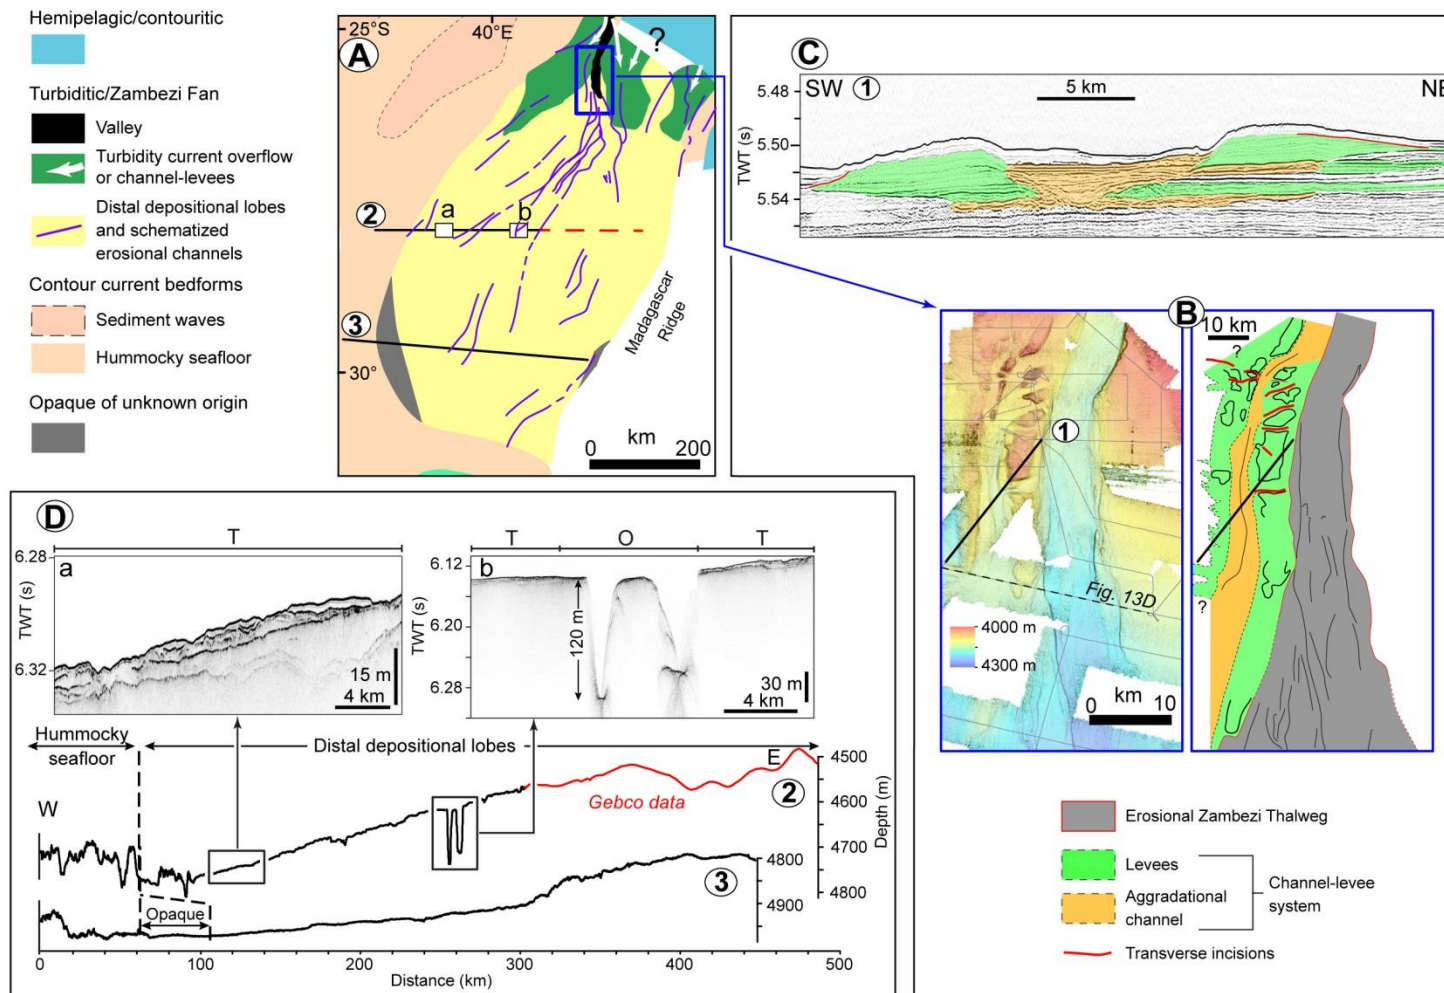 Hemipelagic/contouritic
Turbiditic/Zambezi Fan
Valley
Turbidity current overflow
or channel-levees
Distal depositional lobes
and schematized
erosional channels
Contour current bedforms
Sediment waves
Hummocky seafloor
Opaque of unknown origin
25°S
40°E
A
?
2
a
b
3
30°
Madagascar
Ridge
km
0
200
C
SW
1
5 km
NE
5.48
5.50
5.54
TWT (s)
B
10 km
?
?
1
Fig. 13D
4000 m
4300 m
km
0
10
Erosional Zambezi Thalweg
Levees
Aggradational
channel
Channel-levee
system
Transverse incisions
D
T
6.28
a
TWT (s)
6.32
15 m
4 km
T
O
T
6.12
b
TWT (s)
6.20
6.28
120 m
30 m
4 km
Hummocky
seafloor
Distal depositional lobes
W
E
4500
2
Gebco data
4600
Depth (m)
4700
4800
4800
3
4900
Opaque
0
100
200
300
400
500
Distance (km)